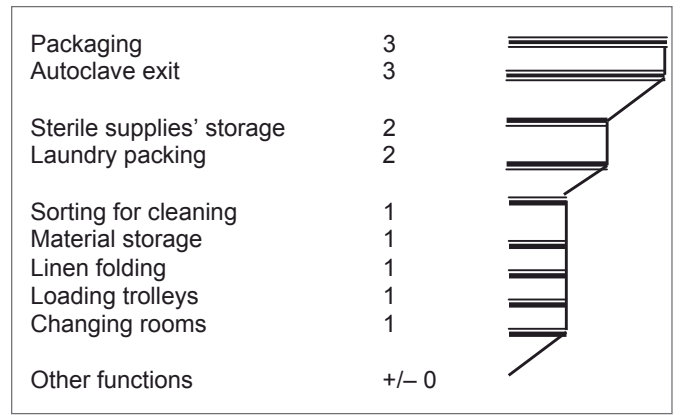 Packaging 3
Autoclave exit 3
Sterile supplies’ storage 2
Laundry packing 2
Sorting for cleaning 1
Material storage 1
Linen folding 1
Loading trolleys 1
Changing rooms 1
Other functions +/– 0